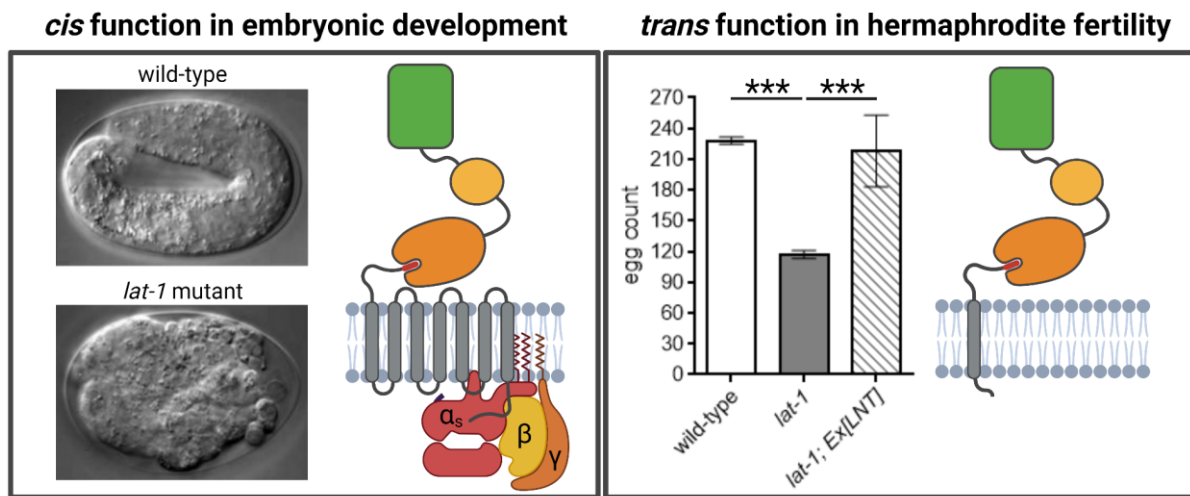 cis function in embryonic development
wild-type
lat-1 mutant
αs
β
γ
trans function in hermaphrodite fertility
*** ***
270
240
210
180
150
120
90
60
30
0
egg count
wild-type
lat-1
lat-1; Ex[LNT]